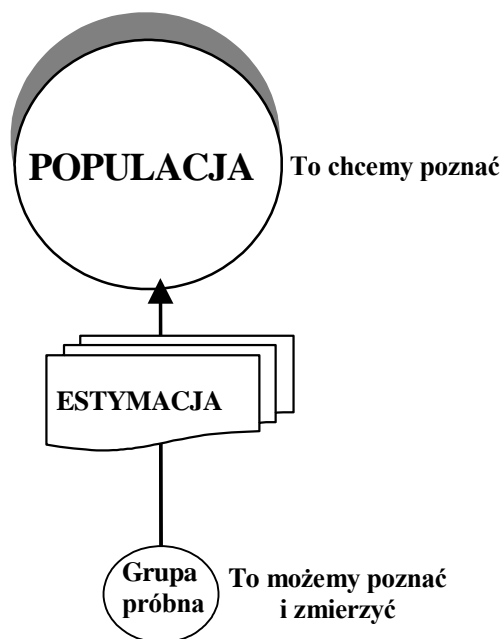 POPULACJA
To chcemy poznać
ESTYMACJA
Grupa
próbna
To możemy poznać
i zmierzyć